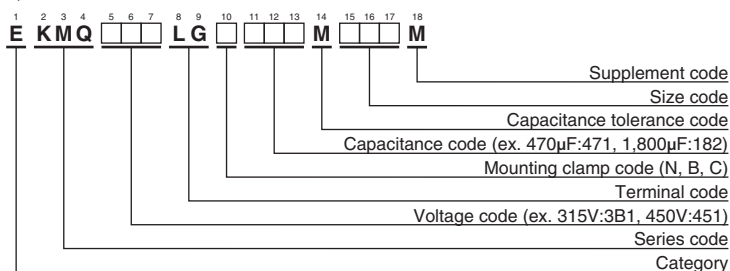 1 2 3 4 5 6 7 8 9 10 11 12 13 14 15 16 17 18
E KMQ □□□ LG □ □□□ M □□□ M
Supplement code
Size code
Capacitance tolerance code
Capacitance code (ex. 470µF:471, 1,800µF:182)
Mounting clamp code (N, B, C)
Terminal code
Voltage code (ex. 315V:3B1, 450V:451)
Series code
Category